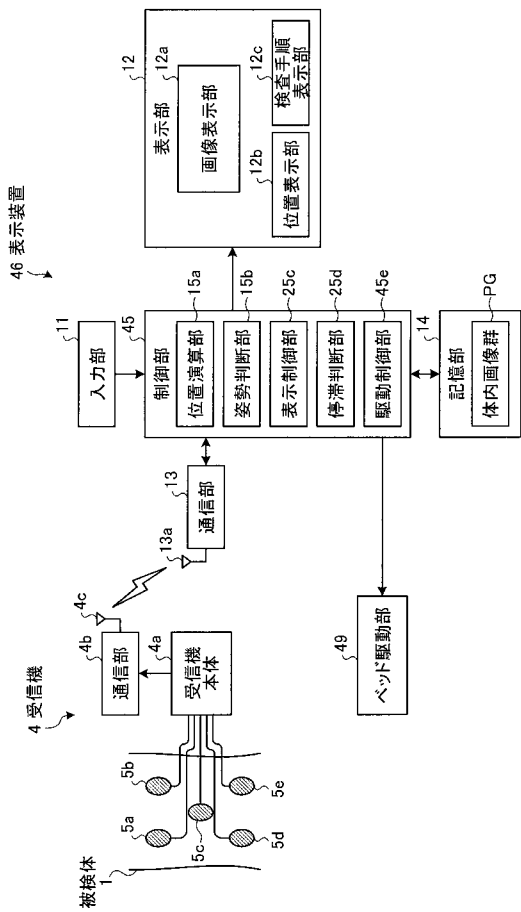 46 表示装置
11
入力部
12
表示部
12a
画像表示部
12b
位置表示部
12c
検査手順
表示部
45
制御部
15a
位置演算部
15b
姿勢判断部
25c
表示制御部
25d
停滞判断部
45e
駆動制御部
14
記憶部
PG
体内画像群
13
通信部
13a
4 受信機
4c
4b
通信部
4a
受信機
本体
49
ベッド駆動部
被検体
1
5a
5b
5c
5d
5e